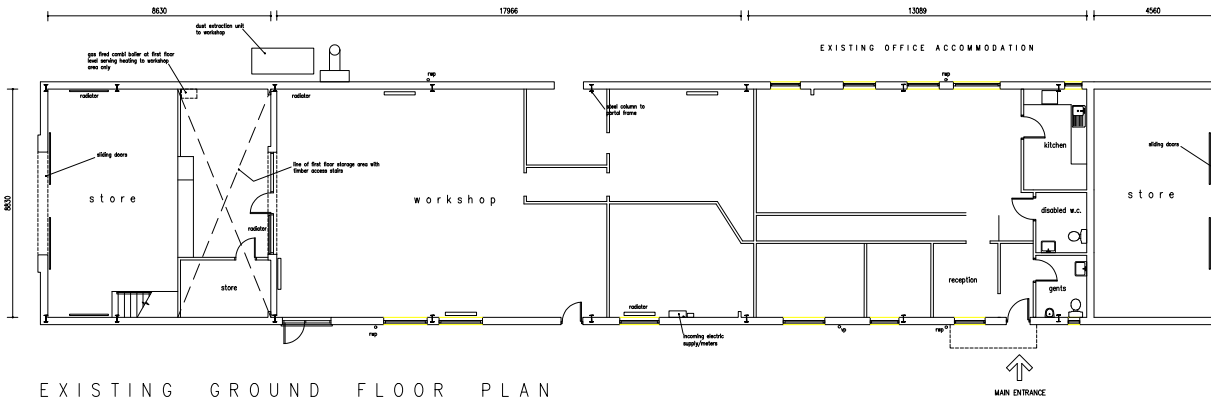 8630
17966
13089
4560
dust extraction unit
to workshop
gas fired combi boiler at first floor
level serving heating to workshop
area only
EXISTING OFFICE ACCOMMODATION
rwp
rwp
radiator
radiator
steel column to
portal frame
sliding doors
line of first floor storage area with
timber access stairs
kitchen
sliding doors
8830
store
workshop
store
disabled w.c.
radiator
store
reception
gents
radiator
incoming electric
supply/meters
rwp
vp
rwp
EXISTING GROUND FLOOR PLAN
MAIN ENTRANCE